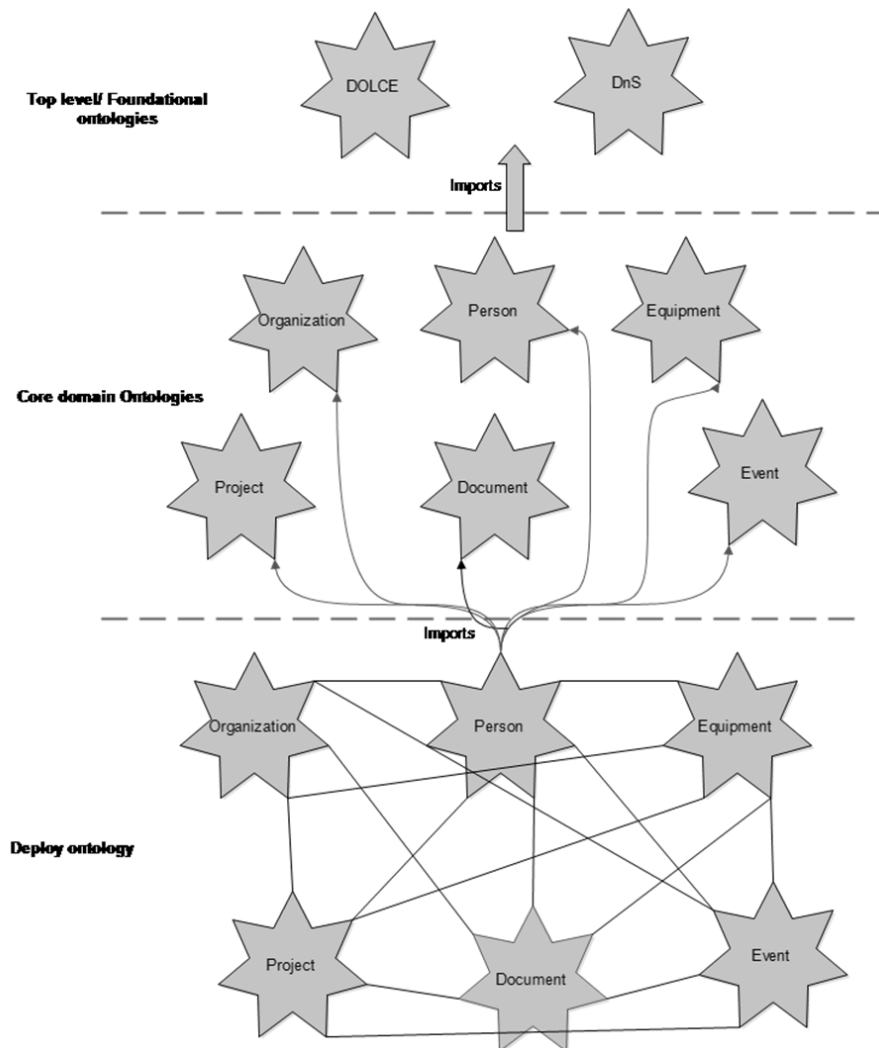 DOLCE
DnS
Top level/ Foundational
ontologies
Imports
Organization
Person
Equipment
Core domain Ontologies
Project
Document
Event
Imports
Organization
Person
Equipment
Deploy ontology
Project
Document
Event